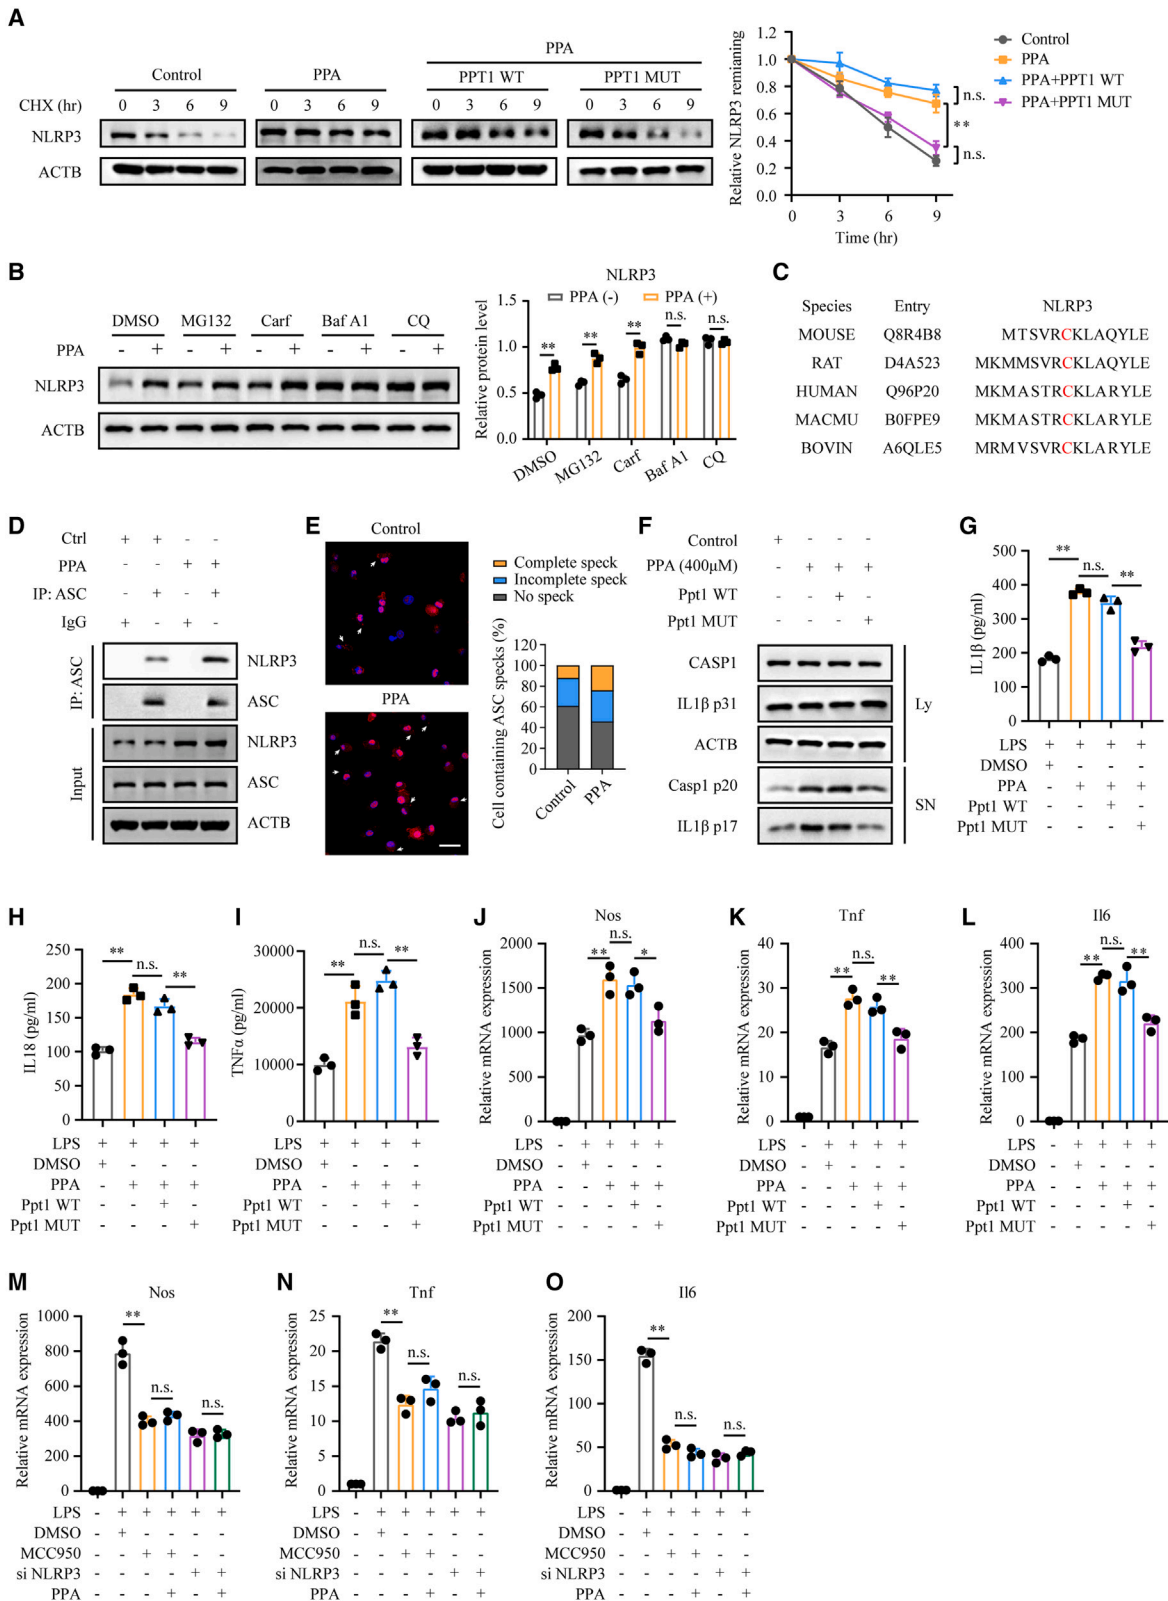 A
Control
PPA
PPA
PPT1 WT
PPT1 MUT
CHX (hr)
0 3 6 9
0 3 6 9
0 3 6 9
0 3 6 9
NLRP3
ACTB
Relative NLRP3 remianing
1.2
1.0
0.8
0.6
0.4
0.2
0.0
0 3 6 9
Time (hr)
n.s.
**
n.s.
Control
PPA
PPA+PPT1 WT
PPA+PPT1 MUT
B
DMSO MG132 Carf Baf A1 CQ
PPA - + - + - + - + - +
NLRP3
ACTB
NLRP3
PPA (-) PPA (+)
Relative protein level
1.5
1.0
0.5
0.0
** ** ** n.s. n.s.
DMSO MG132 Carf Baf A1 CQ
C
Species Entry NLRP3
MOUSE Q8R4B8 MTSVRCKLAQYLE
RAT D4A523 MKMMSVRCKLAQYLE
HUMAN Q96P20 MKMASTRCKLARYLE
MACMU B0FPE9 MKMASTRCKLARYLE
BOVIN A6QLE5 MRMVSVRCKLARYLE
D
Ctrl + + - -
PPA - - + +
IP: ASC - + - +
IgG + - + -
IP: ASC
NLRP3
ASC
Input
NLRP3
ASC
ACTB
E
Control
PPA
Complete speck
Incomplete speck
No speck
Cell containing ASC specks (%)
120
100
80
60
40
20
0
Control PPA
F
Control + - - -
PPA (400μM) - + + +
Ppt1 WT - - + -
Ppt1 MUT - - - +
CASP1
IL1β p31
ACTB
Casp1 p20
IL1β p17
Ly
SN
G
IL1β (pg/ml)
500
400
300
200
100
0
** n.s. **
LPS + + + +
DMSO + - - -
PPA - + + +
Ppt1 WT - - + -
Ppt1 MUT - - - +
H
IL18 (pg/ml)
250
200
150
100
50
0
** n.s. **
LPS + + + +
DMSO + - - -
PPA - + + +
Ppt1 WT - - + -
Ppt1 MUT - - - +
I
TNFα (pg/ml)
30000
20000
10000
0
** n.s. **
LPS + + + +
DMSO + - - -
PPA - + + +
Ppt1 WT - - + -
Ppt1 MUT - - - +
J
Nos
Relative mRNA expression
2000
1500
1000
500
0
** n.s. *
LPS - + + + +
DMSO - + - - -
PPA - - + + +
Ppt1 WT - - - + -
Ppt1 MUT - - - - +
K
Tnf
Relative mRNA expression
40
30
20
10
0
** n.s. **
LPS - + + + +
DMSO - + - - -
PPA - - + + +
Ppt1 WT - - - + -
Ppt1 MUT - - - - +
L
Il6
Relative mRNA expression
400
300
200
100
0
** n.s. **
LPS - + + + +
DMSO - + - - -
PPA - - + + +
Ppt1 WT - - - + -
Ppt1 MUT - - - - +
M
Nos
Relative mRNA expression
1000
800
600
400
200
0
** n.s. n.s.
LPS - + + + + +
DMSO - + - - - -
MCC950 - - + + - -
si NLRP3 - - - - + +
PPA - - - + - +
N
Tnf
Relative mRNA expression
25
20
15
10
5
0
** n.s. n.s.
LPS - + + + + +
DMSO - + - - - -
MCC950 - - + + - -
si NLRP3 - - - - + +
PPA - - - + - +
O
Il6
Relative mRNA expression
200
150
100
50
0
** n.s. n.s.
LPS - + + + + +
DMSO - + - - - -
MCC950 - - + + - -
si NLRP3 - - - - + +
PPA - - - + - +